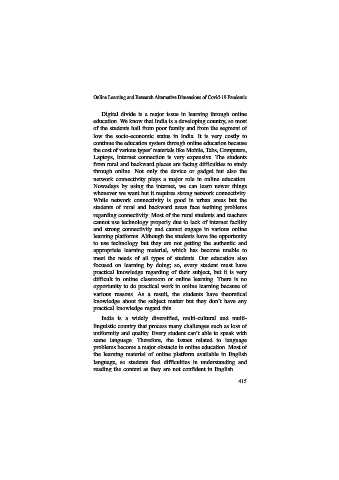 Online Learning and Research Alternative Dimensions of Covid-19 Pandemic
Digital divide is a major issue in learning through online
education. We know that India is a developing country, so most
of the students hail from poor family and from the segment of
low the socio-economic status in India. It is very costly to
continue the education system through online education because
the cost of various types' materials like Mobile, Tabs, Computers,
Laptops, Internet connection is very expensive. The students
from rural and backward places are facing difficulties to study
through online. Not only the device or gadget but also the
network connectivity plays a major role in online education.
Nowadays by using the internet, we can learn newer things
whenever we want but it requires strong network connectivity.
While network connectivity is good in urban areas but the
students of rural and backward areas face teething problems
regarding connectivity. Most of the rural students and teachers
cannot use technology properly due to lack of internet facility
and strong connectivity and cannot engage in various online
learning platforms. Although the students have the opportunity
to use technology but they are not getting the authentic and
appropriate learning material, which has become unable to
meet the needs of all types of students. Our education also
focused on learning by doing; so, every student must have
practical knowledge regarding of their subject, but it is very
difficult in online classroom or online learning. There is no
opportunity to do practical work in online learning because of
various reasons. As a result, the students have theoretical
knowledge about the subject matter but they don't have any
practical knowledge regard this.
India is a widely diversified, multi-cultural and multi-
linguistic country that process many challenges such as loss of
uniformity and quality. Every student can't able to speak with
same language. Therefore, the issues related to language
problems become a major obstacle in online education. Most of
the learning material of online platform available in English
language, so students feel difficulties in understanding and
reading the content as they are not confident in English.
415